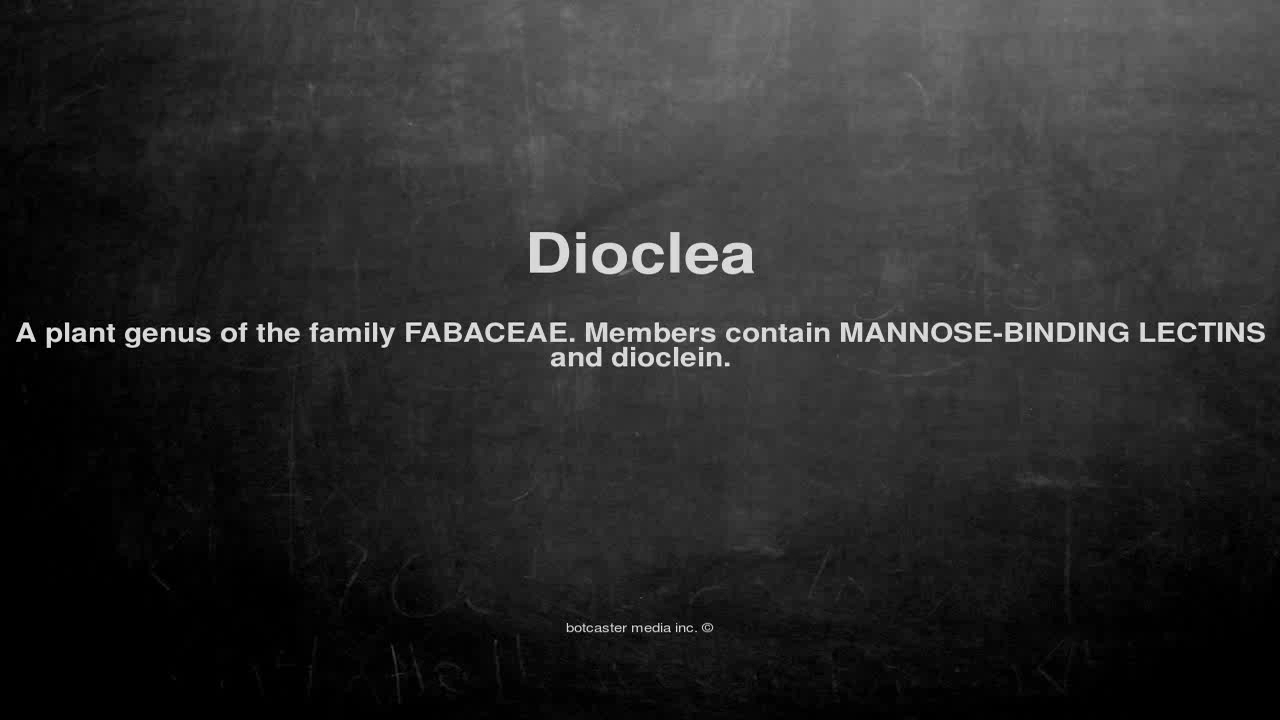 Dioclea
A plant genus of the family FABACEAE. Members contain MANNOSE-BINDING LECTINS
and dioclein.
botcaster media inc. ©